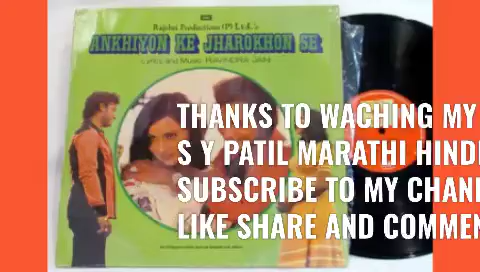 Rajshri Productions (P) Ltd.'s
ANKHIYON KE JHAROKHON SE
Lyrics and Music: RAVINDRA JAIN
THANKS TO WACHING MY
S Y PATIL MARATHI HINDI
SUBSCRIBE TO MY CHAN
LIKE SHARE AND COMMEN